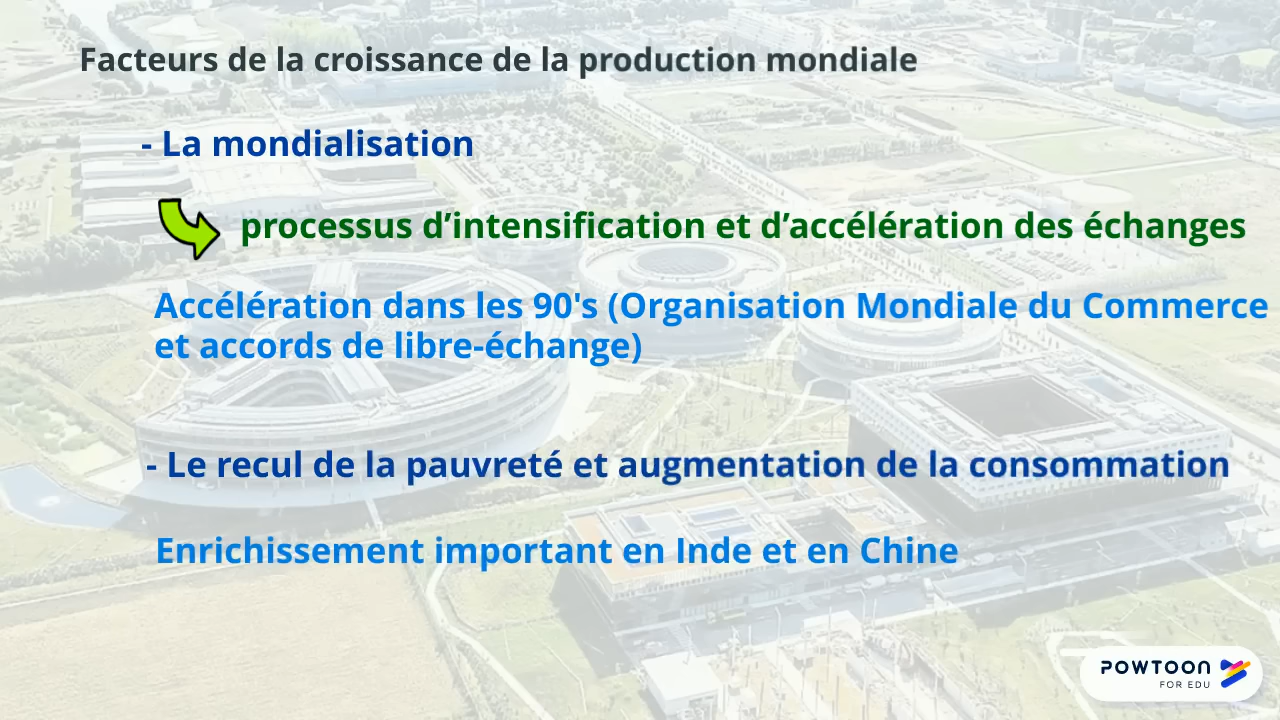 Facteurs de la croissance de la production mondiale
- La mondialisation
processus d’intensification et d’accélération des échanges
Accélération dans les 90's (Organisation Mondiale du Commerce
et accords de libre-échange)
- Le recul de la pauvreté et augmentation de la consommation
Enrichissement important en Inde et en Chine
POWTOON
FOR EDU